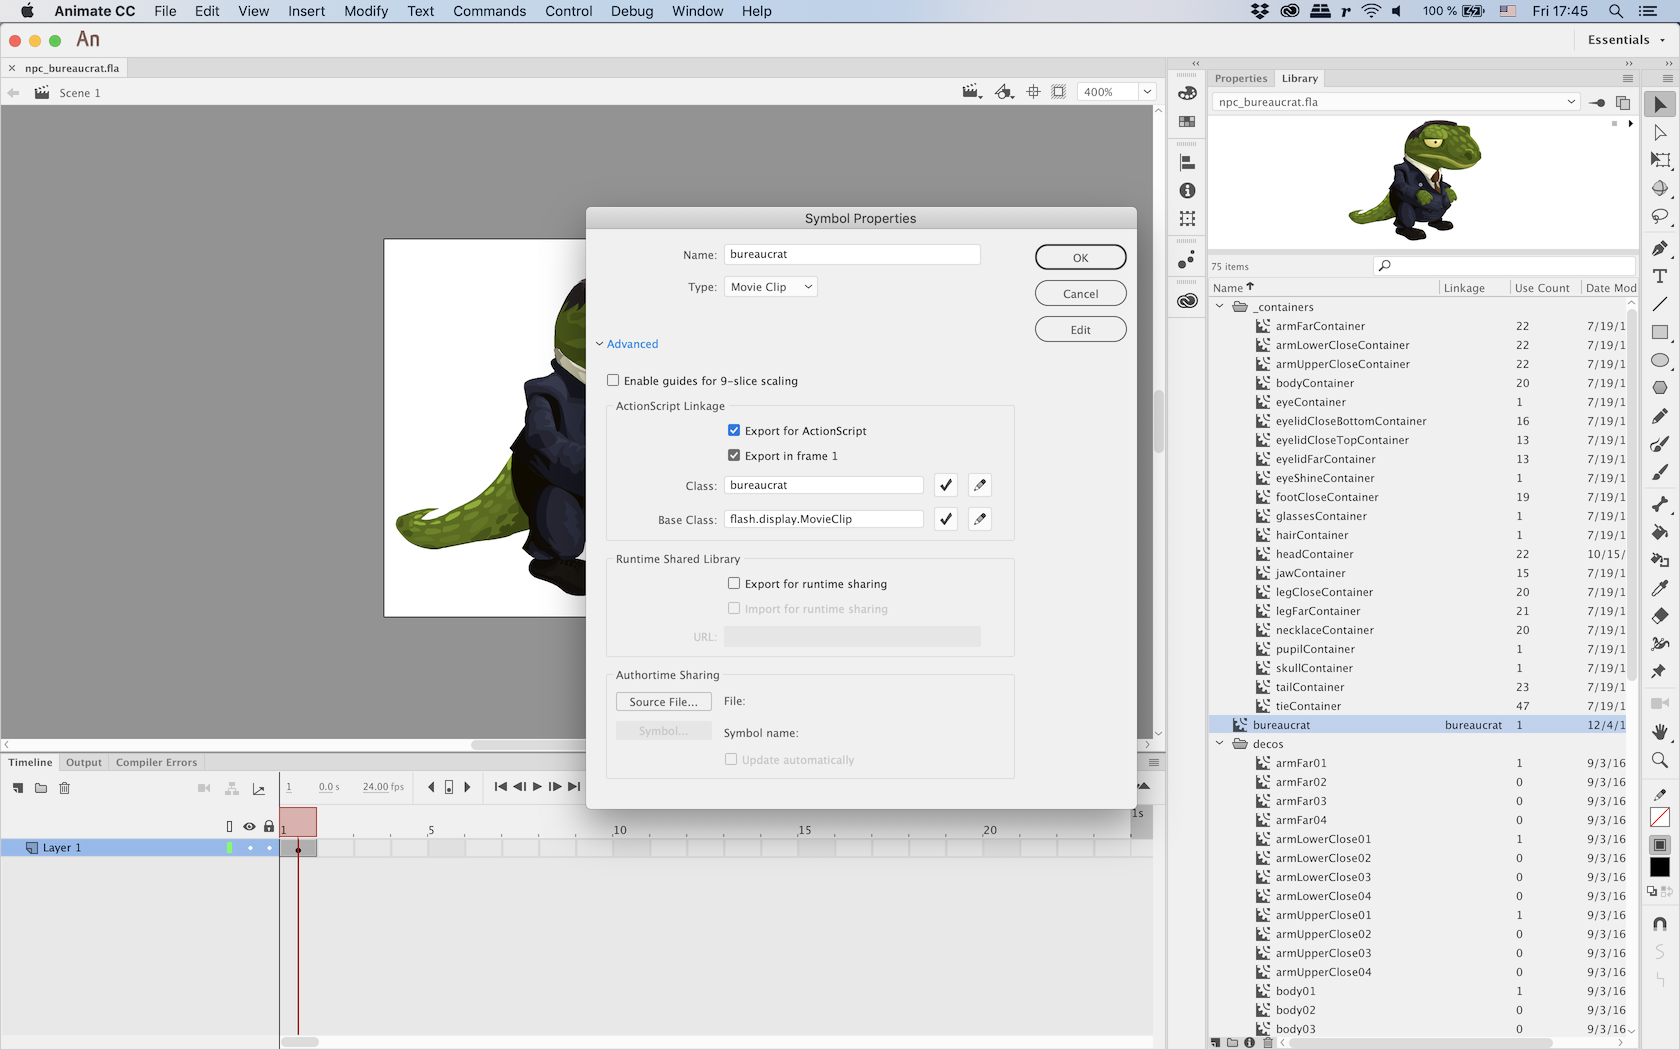 Animate CC File Edit View Insert Modify Text Commands Control Debug Window Help 100 % Fri 17:45
An Essentials
npc_bureaucrat.fla
Scene 1 400%
Properties Library
npc_bureaucrat.fla
75 items
Name Linkage Use Count Date Mod
_containers
armFarContainer 22 7/19/1
armLowerCloseContainer 22 7/19/1
armUpperCloseContainer 22 7/19/1
bodyContainer 20 7/19/1
eyeContainer 1 7/19/1
eyelidCloseBottomContainer 16 7/19/1
eyelidCloseTopContainer 13 7/19/1
eyelidFarContainer 13 7/19/1
eyeShineContainer 1 7/19/1
footCloseContainer 19 7/19/1
glassesContainer 1 7/19/1
hairContainer 1 7/19/1
headContainer 22 10/15/
jawContainer 15 7/19/1
legCloseContainer 20 7/19/1
legFarContainer 21 7/19/1
necklaceContainer 20 7/19/1
pupilContainer 1 7/19/1
skullContainer 1 7/19/1
tailContainer 23 7/19/1
tieContainer 47 7/19/1
bureaucrat bureaucrat 1 12/4/1
decos
armFar01 1 9/3/16
armFar02 0 9/3/16
armFar03 0 9/3/16
armFar04 0 9/3/16
armLowerClose01 1 9/3/16
armLowerClose02 0 9/3/16
armLowerClose03 0 9/3/16
armLowerClose04 0 9/3/16
armUpperClose01 1 9/3/16
armUpperClose02 0 9/3/16
armUpperClose03 0 9/3/16
armUpperClose04 0 9/3/16
body01 1 9/3/16
body02 0 9/3/16
body03 0 9/3/16
Symbol Properties
Name: bureaucrat OK
Type: Movie Clip Cancel
Edit
Advanced
Enable guides for 9-slice scaling
ActionScript Linkage
Export for ActionScript
Export in frame 1
Class: bureaucrat
Base Class: flash.display.MovieClip
Runtime Shared Library
Export for runtime sharing
Import for runtime sharing
URL:
Authortime Sharing
Source File... File:
Symbol... Symbol name:
Update automatically
Timeline Output Compiler Errors
1 0.0 s 24.00 fps
1 5 10 15 20 1s
Layer 1